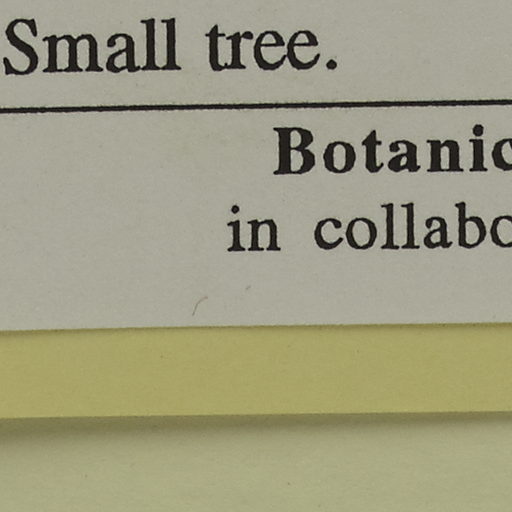 Small tree.
Botanic
in collabo